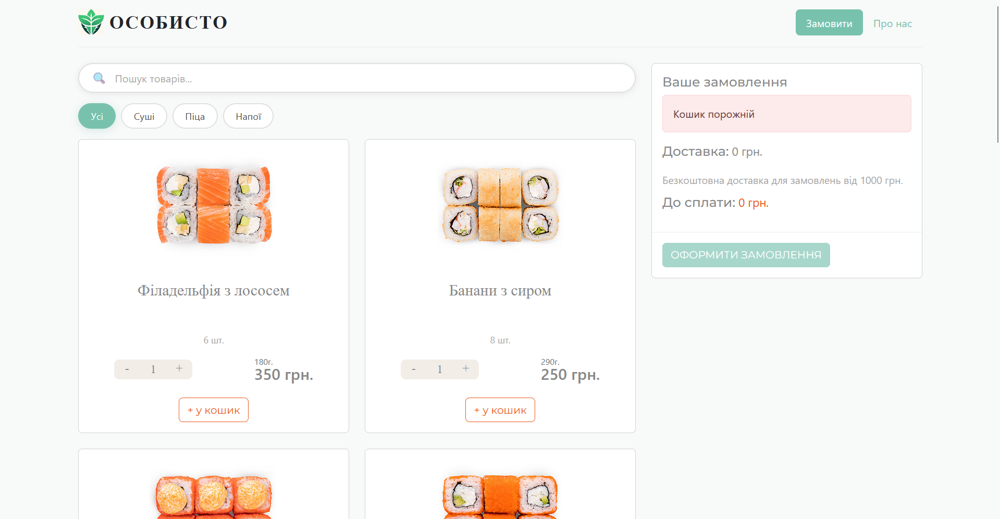 ОСОБИСТО
Замовити
Про нас
Пошук товарів...
Усі
Суші
Піца
Напої
Ваше замовлення
Кошик порожній
Доставка: 0 грн.
Безкоштовна доставка для замовлень від 1000 грн.
До сплати: 0 грн.
ОФОРМИТИ ЗАМОВЛЕННЯ
Філадельфія з лососем
6 шт.
- 1 +
180г.
350 грн.
+ у кошик
Банани з сиром
8 шт.
- 1 +
290г.
250 грн.
+ у кошик